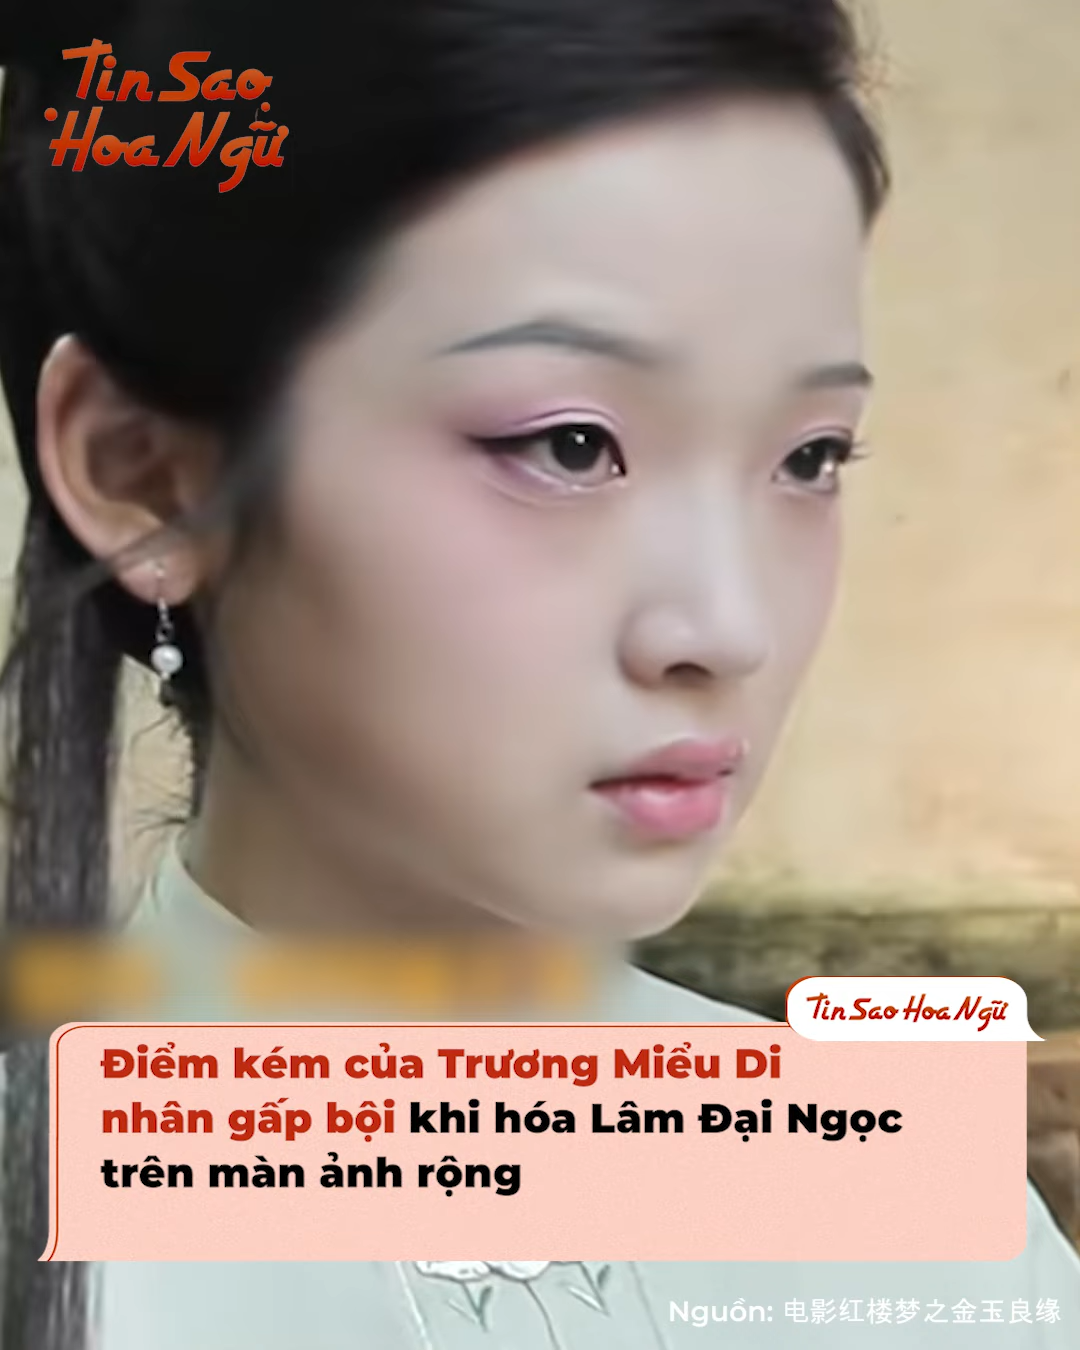 Tin Sao
Hoa Ngữ
Tin Sao Hoa Ngữ
Điểm kém của Trương Miểu Di
nhân gấp bội khi hóa Lâm Đại Ngọc
trên màn ảnh rộng
Nguồn: 电影红楼梦之金玉良缘